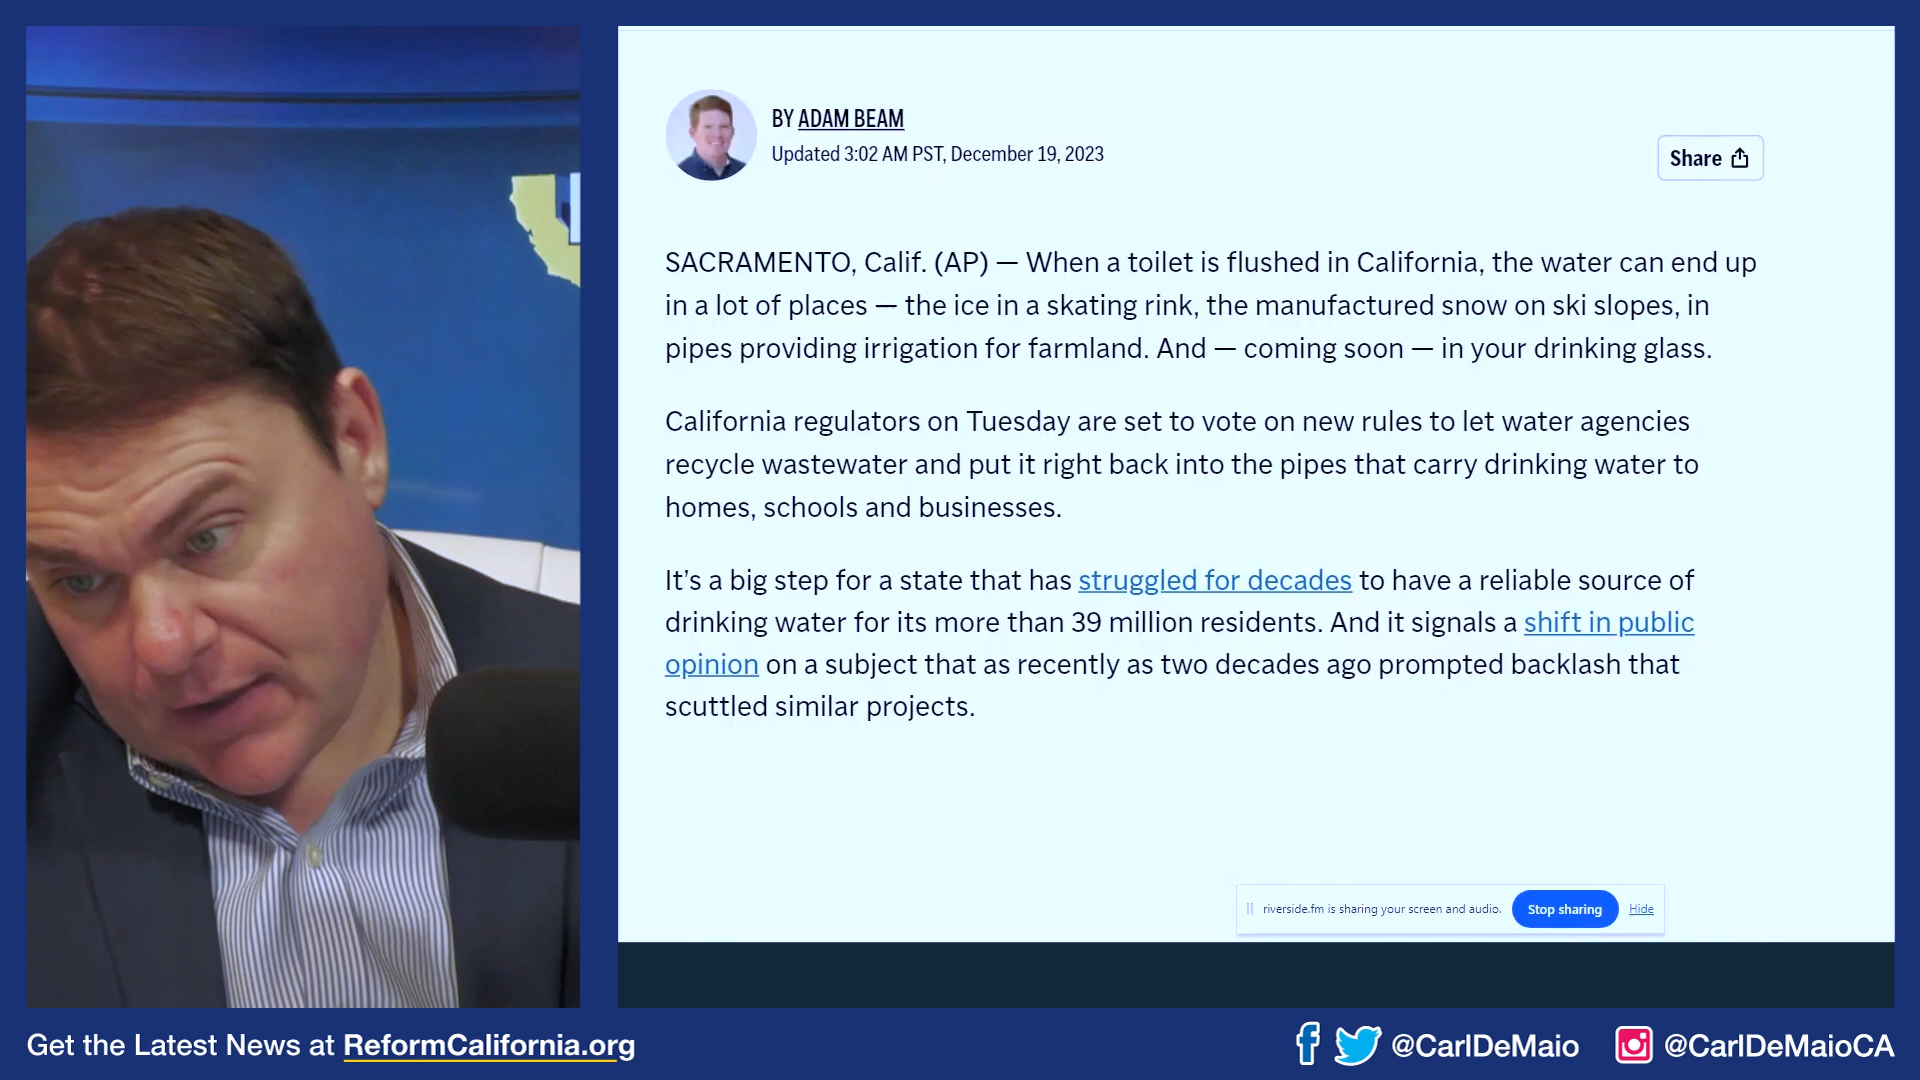 BY ADAM BEAM
Updated 3:02 AM PST, December 19, 2023
Share
SACRAMENTO, Calif. (AP) — When a toilet is flushed in California, the water can end up
in a lot of places — the ice in a skating rink, the manufactured snow on ski slopes, in
pipes providing irrigation for farmland. And — coming soon — in your drinking glass.
California regulators on Tuesday are set to vote on new rules to let water agencies
recycle wastewater and put it right back into the pipes that carry drinking water to
homes, schools and businesses.
It’s a big step for a state that has struggled for decades to have a reliable source of
drinking water for its more than 39 million residents. And it signals a shift in public
opinion on a subject that as recently as two decades ago prompted backlash that
scuttled similar projects.
riverside.fm is sharing your screen and audio. Stop sharing Hide
Get the Latest News at ReformCalifornia.org
@CarlDeMaio @CarlDeMaioCA